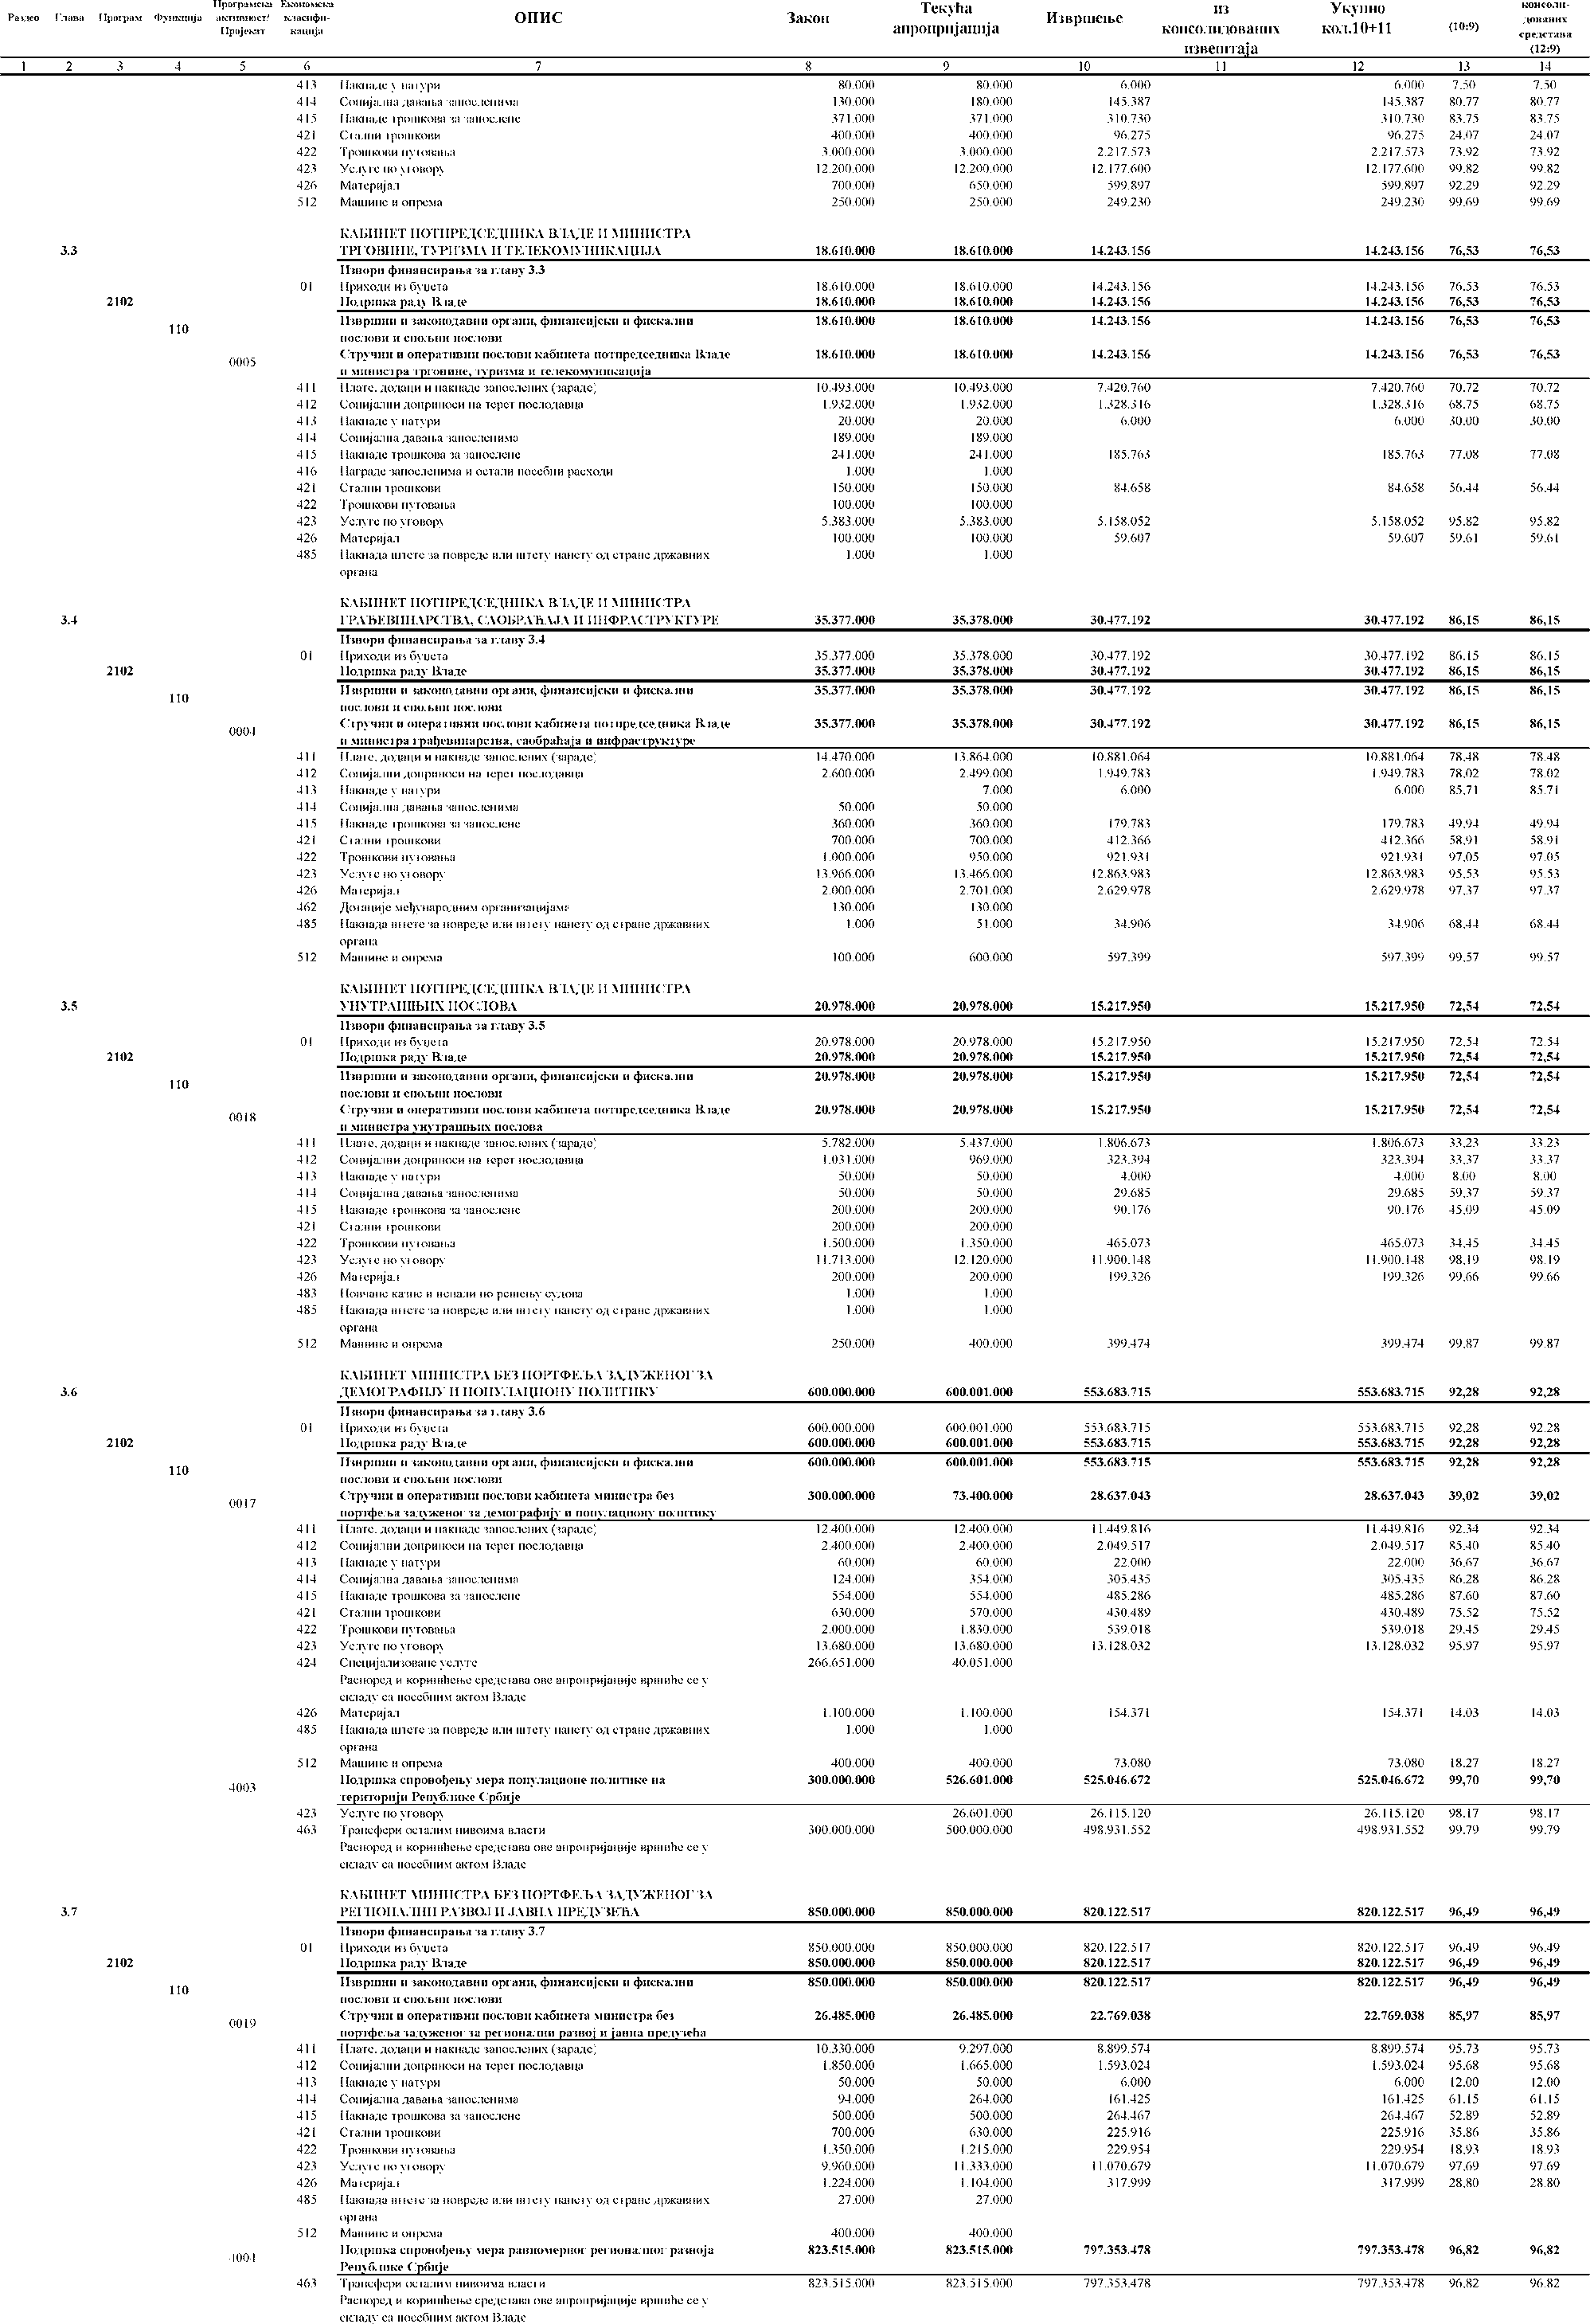 Раздео Глава Програм Функција Програмска активност/ Пројекат Економска класифи-кација ОПИС Закон Текућа апропријација Извршење из консолидованих извештаја Укупно кол.10+11 (10:9) консоли-дованих средстава (12:9)
1 2 3 4 5 6 7 8 9 10 11 12 13 14
413 Накнаде у натури 80.000 80.000 6.000 6.000 7,50 7,50
414 Социјална давања запосленима 130.000 180.000 145.387 145.387 80,77 80,77
415 Накнаде трошкова за запослене 371.000 371.000 310.730 310.730 83,75 83,75
421 Стални трошкови 400.000 400.000 96.275 96.275 24,07 24,07
422 Трошкови путовања 3.000.000 3.000.000 2.217.573 2.217.573 73,92 73,92
423 Услуге по уговору 12.200.000 12.200.000 12.177.600 12.177.600 99,82 99,82
426 Материјал 700.000 650.000 599.897 599.897 92,29 92,29
512 Машине и опрема 250.000 250.000 249.230 249.230 99,69 99,69
КАБИНЕТ ПОТПРЕДСЕДНИКА ВЛАДЕ И МИНИСТРА
3.3 ТРГОВИНЕ, ТУРИЗМА И ТЕЛЕКОМУНИКАЦИЈА 18.610.000 18.610.000 14.243.156 14.243.156 76,53 76,53
Извори финансирања за главу 3.3
01 Приходи из буџета 18.610.000 18.610.000 14.243.156 14.243.156 76,53 76,53
2102 Подршка раду Владе 18.610.000 18.610.000 14.243.156 14.243.156 76,53 76,53
110 Извршни и законодавни органи, финансијски и фискални 18.610.000 18.610.000 14.243.156 14.243.156 76,53 76,53
послови и спољни послови
0005 Стручни и оперативни послови кабинета потпредседника Владе 18.610.000 18.610.000 14.243.156 14.243.156 76,53 76,53
и министра трговине, туризма и телекомуникација
411 Плате, додаци и накнаде запослених (зараде) 10.493.000 10.493.000 7.420.760 7.420.760 70,72 70,72
412 Социјални доприноси на терет послодавца 1.932.000 1.932.000 1.328.316 1.328.316 68,75 68,75
413 Накнаде у натури 20.000 20.000 6.000 6.000 30,00 30,00
414 Социјална давања запосленима 189.000 189.000
415 Накнаде трошкова за запослене 241.000 241.000 185.763 185.763 77,08 77,08
416 Награде запосленима и остали посебни расходи 1.000 1.000
421 Стални трошкови 150.000 150.000 84.658 84.658 56,44 56,44
422 Трошкови путовања 100.000 100.000
423 Услуге по уговору 5.383.000 5.383.000 5.158.052 5.158.052 95,82 95,82
426 Материјал 100.000 100.000 59.607 59.607 59,61 59,61
485 Накнада штете за повреде или штету нанету од стране државних 1.000 1.000
органа
КАБИНЕТ ПОТПРЕДСЕДНИКА ВЛАДЕ И МИНИСТРА
3.4 ГРАЂЕВИНАРСТВА, САОБРАЋАЈА И ИНФРАСТРУКТУРЕ 35.377.000 35.378.000 30.477.192 30.477.192 86,15 86,15
Извори финансирања за главу 3.4
01 Приходи из буџета 35.377.000 35.378.000 30.477.192 30.477.192 86,15 86,15
2102 Подршка раду Владе 35.377.000 35.378.000 30.477.192 30.477.192 86,15 86,15
110 Извршни и законодавни органи, финансијски и фискални 35.377.000 35.378.000 30.477.192 30.477.192 86,15 86,15
послови и спољни послови
0004 Стручни и оперативни послови кабинета потпредседника Владе 35.377.000 35.378.000 30.477.192 30.477.192 86,15 86,15
и министра грађевинарства, саобраћаја и инфраструктуре
411 Плате, додаци и накнаде запослених (зараде) 14.470.000 13.864.000 10.881.064 10.881.064 78,48 78,48
412 Социјални доприноси на терет послодавца 2.600.000 2.499.000 1.949.783 1.949.783 78,02 78,02
413 Накнаде у натури 7.000 6.000 6.000 85,71 85,71
414 Социјална давања запосленима 50.000 50.000
415 Накнаде трошкова за запослене 360.000 360.000 179.783 179.783 49,94 49,94
421 Стални трошкови 700.000 700.000 412.366 412.366 58,91 58,91
422 Трошкови путовања 1.000.000 950.000 921.931 921.931 97,05 97,05
423 Услуге по уговору 13.966.000 13.466.000 12.863.983 12.863.983 95,53 95,53
426 Материјал 2.000.000 2.701.000 2.629.978 2.629.978 97,37 97,37
462 Дотације међународним организацијама 130.000 130.000
485 Накнада штете за повреде или штету нанету од стране државних 1.000 51.000 34.906 34.906 68,44 68,44
органа
512 Машине и опрема 100.000 600.000 597.399 597.399 99,57 99,57
КАБИНЕТ ПОТПРЕДСЕДНИКА ВЛАДЕ И МИНИСТРА
3.5 УНУТРАШЊИХ ПОСЛОВА 20.978.000 20.978.000 15.217.950 15.217.950 72,54 72,54
Извори финансирања за главу 3.5
01 Приходи из буџета 20.978.000 20.978.000 15.217.950 15.217.950 72,54 72,54
2102 Подршка раду Владе 20.978.000 20.978.000 15.217.950 15.217.950 72,54 72,54
110 Извршни и законодавни органи, финансијски и фискални 20.978.000 20.978.000 15.217.950 15.217.950 72,54 72,54
послови и спољни послови
0018 Стручни и оперативни послови кабинета потпредседника Владе 20.978.000 20.978.000 15.217.950 15.217.950 72,54 72,54
и министра унутрашњих послова
411 Плате, додаци и накнаде запослених (зараде) 5.782.000 5.437.000 1.806.673 1.806.673 33,23 33,23
412 Социјални доприноси на терет послодавца 1.031.000 969.000 323.394 323.394 33,37 33,37
413 Накнаде у натури 50.000 50.000 4.000 4.000 8,00 8,00
414 Социјална давања запосленима 50.000 50.000 29.685 29.685 59,37 59,37
415 Накнаде трошкова за запослене 200.000 200.000 90.176 90.176 45,09 45,09
421 Стални трошкови 200.000 200.000
422 Трошкови путовања 1.500.000 1.350.000 465.073 465.073 34,45 34,45
423 Услуге по уговору 11.713.000 12.120.000 11.900.148 11.900.148 98,19 98,19
426 Материјал 200.000 200.000 199.326 199.326 99,66 99,66
483 Новчане казне и пенали по решењу судова 1.000 1.000
485 Накнада штете за повреде или штету нанету од стране државних 1.000 1.000
органа
512 Машине и опрема 250.000 400.000 399.474 399.474 99,87 99,87
КАБИНЕТ МИНИСТРА БЕЗ ПОРТФЕЉА ЗАДУЖЕНОГ ЗА
3.6 ДЕМОГРАФИЈУ И ПОПУЛАЦИОНУ ПОЛИТИКУ 600.000.000 600.001.000 553.683.715 553.683.715 92,28 92,28
Извори финансирања за главу 3.6
01 Приходи из буџета 600.000.000 600.001.000 553.683.715 553.683.715 92,28 92,28
2102 Подршка раду Владе 600.000.000 600.001.000 553.683.715 553.683.715 92,28 92,28
110 Извршни и законодавни органи, финансијски и фискални 600.000.000 600.001.000 553.683.715 553.683.715 92,28 92,28
послови и спољни послови
0017 Стручни и оперативни послови кабинета министра без 300.000.000 73.400.000 28.637.043 28.637.043 39,02 39,02
портфеља задуженог за демографију и популациону политику
411 Плате, додаци и накнаде запослених (зараде) 12.400.000 12.400.000 11.449.816 11.449.816 92,34 92,34
412 Социјални доприноси на терет послодавца 2.400.000 2.400.000 2.049.517 2.049.517 85,40 85,40
413 Накнаде у натури 60.000 60.000 22.000 22.000 36,67 36,67
414 Социјална давања запосленима 124.000 354.000 305.435 305.435 86,28 86,28
415 Накнаде трошкова за запослене 554.000 554.000 485.286 485.286 87,60 87,60
421 Стални трошкови 630.000 570.000 430.489 430.489 75,52 75,52
422 Трошкови путовања 2.000.000 1.830.000 539.018 539.018 29,45 29,45
423 Услуге по уговору 13.680.000 13.680.000 13.128.032 13.128.032 95,97 95,97
424 Специјализоване услуге 266.651.000 40.051.000
Распоред и коришћење средстава ове апропријације вршиће се у
складу са посебним актом Владе
426 Материјал 1.100.000 1.100.000 154.371 154.371 14,03 14,03
485 Накнада штете за повреде или штету нанету од стране државних 1.000 1.000
органа
512 Машине и опрема 400.000 400.000 73.080 73.080 18,27 18,27
4003 Подршка спровођењу мера популационе политике на 300.000.000 526.601.000 525.046.672 525.046.672 99,70 99,70
територији Републике Србије
423 Услуге по уговору 26.601.000 26.115.120 26.115.120 98,17 98,17
463 Трансфери осталим нивоима власти 300.000.000 500.000.000 498.931.552 498.931.552 99,79 99,79
Распоред и коришћење средстава ове апропријације вршиће се у
складу са посебним актом Владе
КАБИНЕТ МИНИСТРА БЕЗ ПОРТФЕЉА ЗАДУЖЕНОГ ЗА
3.7 РЕГИОНАЛНИ РАЗВОЈ И ЈАВНА ПРЕДУЗЕЋА 850.000.000 850.000.000 820.122.517 820.122.517 96,49 96,49
Извори финансирања за главу 3.7
01 Приходи из буџета 850.000.000 850.000.000 820.122.517 820.122.517 96,49 96,49
2102 Подршка раду Владе 850.000.000 850.000.000 820.122.517 820.122.517 96,49 96,49
110 Извршни и законодавни органи, финансијски и фискални 850.000.000 850.000.000 820.122.517 820.122.517 96,49 96,49
послови и спољни послови
0019 Стручни и оперативни послови кабинета министра без 26.485.000 26.485.000 22.769.038 22.769.038 85,97 85,97
портфеља задуженог за регионални развој и јавна предузећа
411 Плате, додаци и накнаде запослених (зараде) 10.330.000 9.297.000 8.899.574 8.899.574 95,73 95,73
412 Социјални доприноси на терет послодавца 1.850.000 1.665.000 1.593.024 1.593.024 95,68 95,68
413 Накнаде у натури 50.000 50.000 6.000 6.000 12,00 12,00
414 Социјална давања запосленима 94.000 264.000 161.425 161.425 61,15 61,15
415 Накнаде трошкова за запослене 500.000 500.000 264.467 264.467 52,89 52,89
421 Стални трошкови 700.000 630.000 225.916 225.916 35,86 35,86
422 Трошкови путовања 1.350.000 1.215.000 229.954 229.954 18,93 18,93
423 Услуге по уговору 9.960.000 11.333.000 11.070.679 11.070.679 97,69 97,69
426 Материјал 1.224.000 1.104.000 317.999 317.999 28,80 28,80
485 Накнада штете за повреде или штету нанету од стране државних 27.000 27.000
органа
512 Машине и опрема 400.000 400.000
4001 Подршка спровођењу мера равномерног регионалног развоја 823.515.000 823.515.000 797.353.478 797.353.478 96,82 96,82
Републике Србије
463 Трансфери осталим нивоима власти 823.515.000 823.515.000 797.353.478 797.353.478 96,82 96,82
Распоред и коришћење средстава ове апропријације вршиће се у
складу са посебним актом Владе